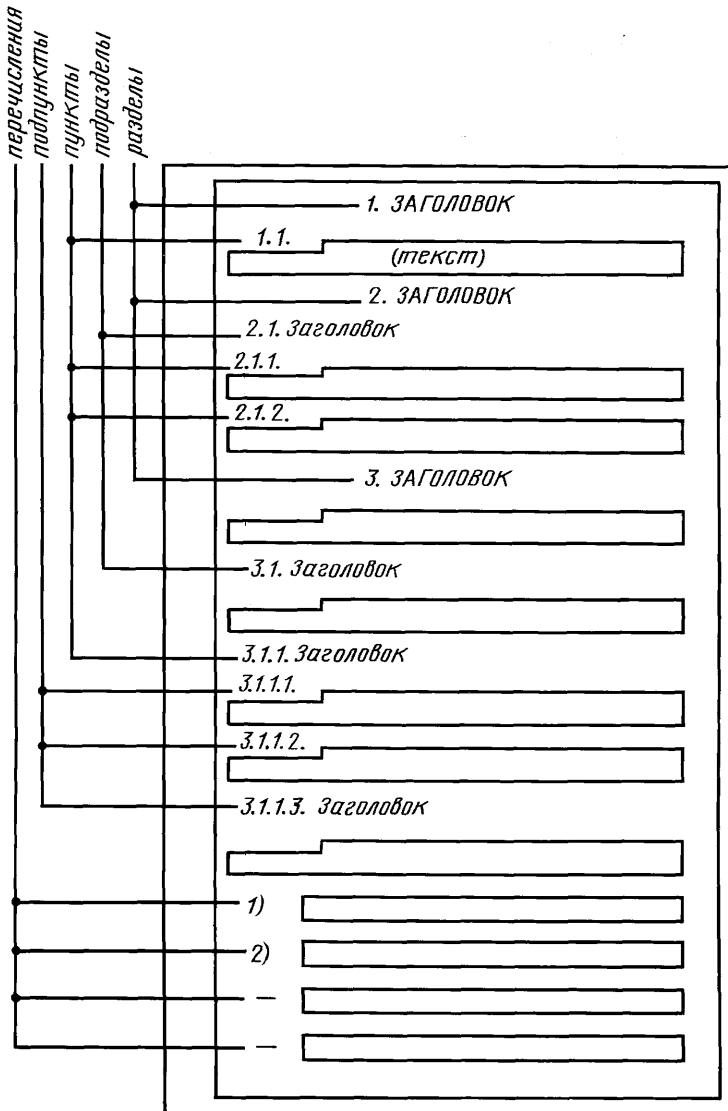 перечисления
подпункты
пункты
подразделы
разделы
1. ЗАГОЛОВОК
1.1.
(текст)
2. ЗАГОЛОВОК
2.1. Заголовок
2.1.1.
2.1.2.
3. ЗАГОЛОВОК
3.1. Заголовок
3.1.1. Заголовок
3.1.1.1.
3.1.1.2.
3.1.1.3. Заголовок
1)
2)
—
—